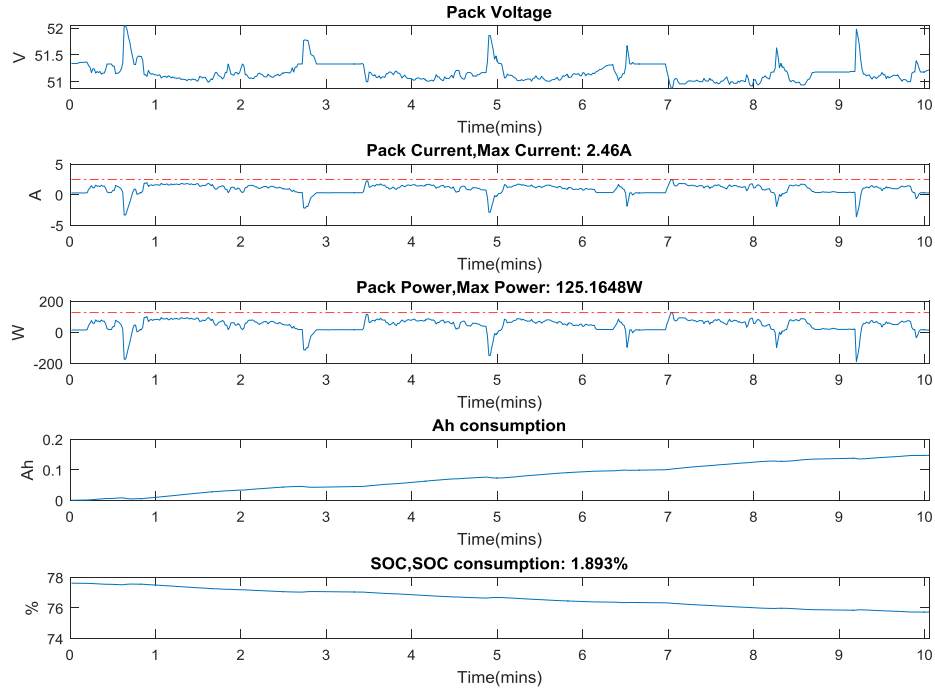 Pack Voltage
52
51.5
51
V
0 1 2 3 4 5 6 7 8 9 10
Time(mins)
Pack Current,Max Current: 2.46A
5
0
-5
A
0 1 2 3 4 5 6 7 8 9 10
Time(mins)
Pack Power,Max Power: 125.1648W
200
0
-200
W
0 1 2 3 4 5 6 7 8 9 10
Time(mins)
Ah consumption
0.2
0.1
0
Ah
0 1 2 3 4 5 6 7 8 9 10
Time(mins)
SOC,SOC consumption: 1.893%
78
76
74
%
0 1 2 3 4 5 6 7 8 9 10
Time(mins)